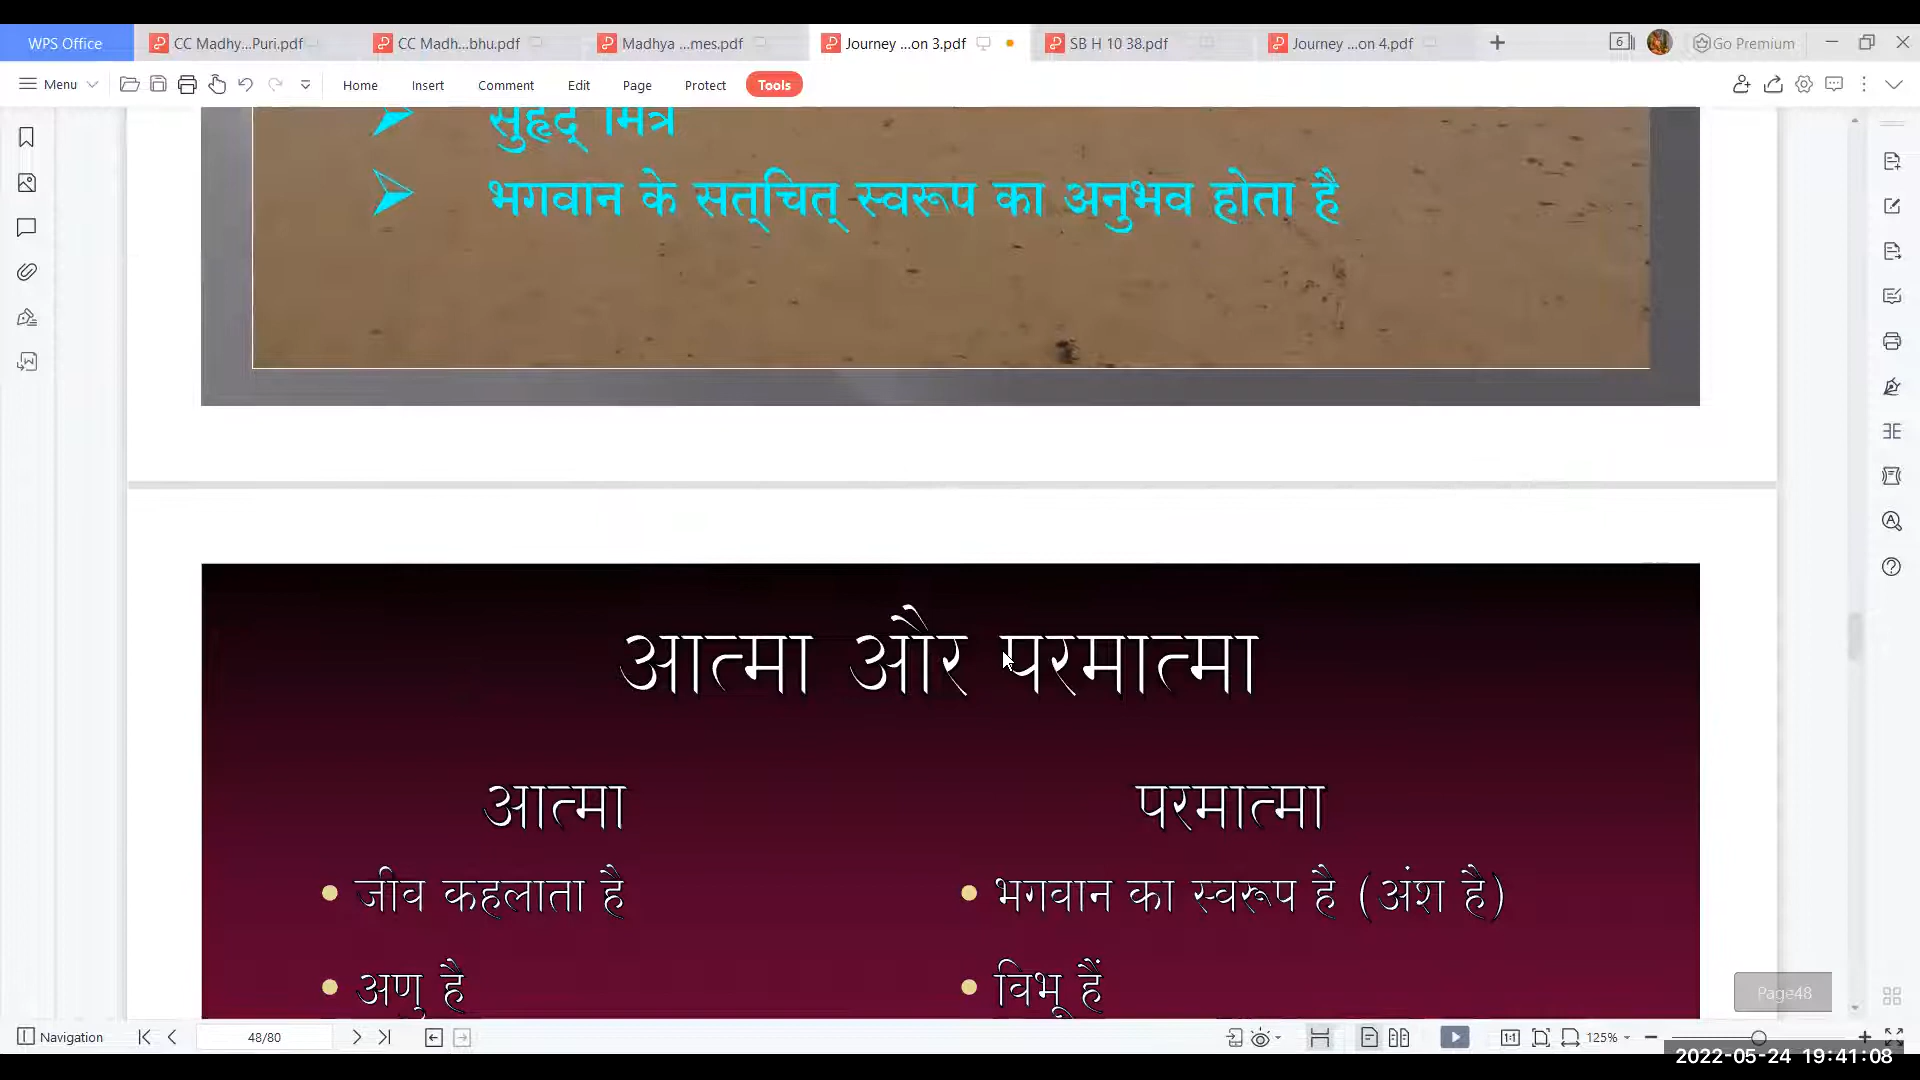 WPS Office
CC Madhy...Puri.pdf
CC Madh...bhu.pdf
Madhya ...mes.pdf
Journey ...on 3.pdf
SB H 10 38.pdf
Journey ...on 4.pdf
6
Go Premium
Menu
Home
Insert
Comment
Edit
Page
Protect
Tools
सुहृद् मित्र
भगवान के सत्चित् स्वरूप का अनुभव होता है
आत्मा और परमात्मा
आत्मा
परमात्मा
जीव कहलाता है
भगवान का स्वरूप है (अंश है)
अणु है
विभू हैं
Page48
Navigation
48/80
125%
2022-05-24 19:41:08